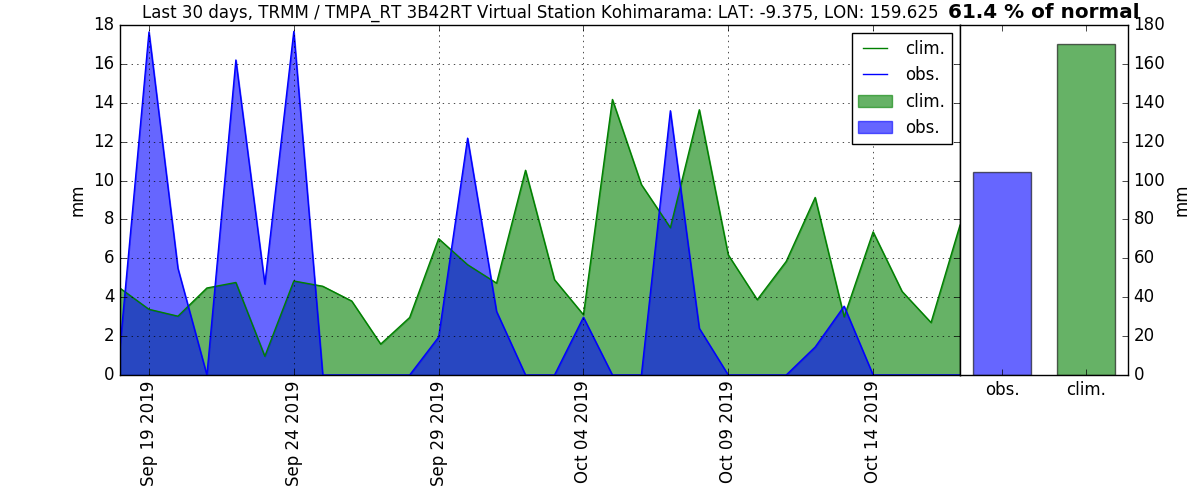 Last 30 days, TRMM / TMPA_RT 3B42RT Virtual Station Kohimarama: LAT: -9.375, LON: 159.625 61.4 % of normal
18
16
14
12
10
8
6
4
2
0
mm
clim.
obs.
clim.
obs.
Sep 19 2019
Sep 24 2019
Sep 29 2019
Oct 04 2019
Oct 09 2019
Oct 14 2019
180
160
140
120
100
80
60
40
20
0
mm
obs. clim.